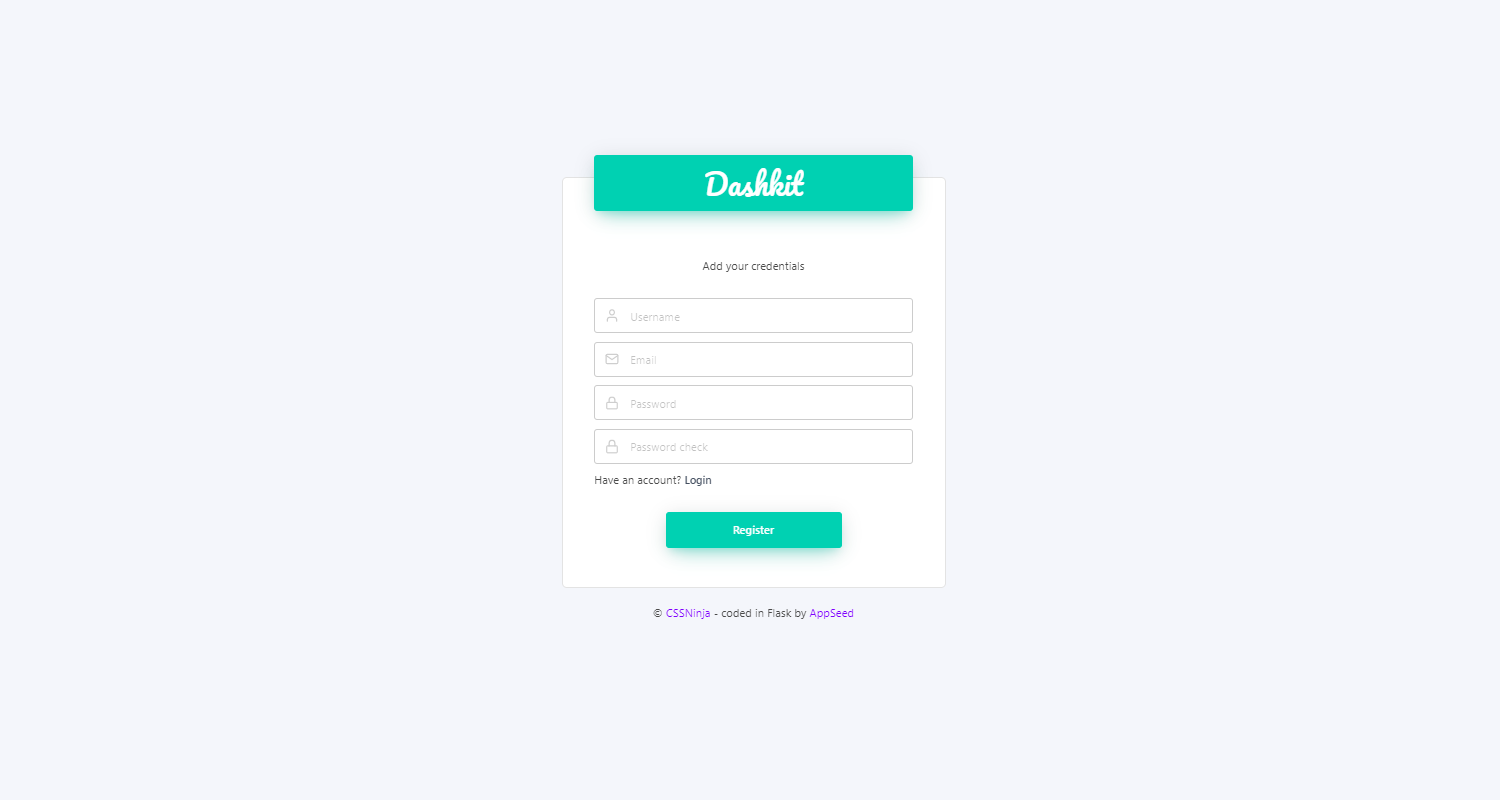 Dashkit
Add your credentials
Username
Email
Password
Password check
Have an account? Login
Register
© CSSNinja - coded in Flask by AppSeed